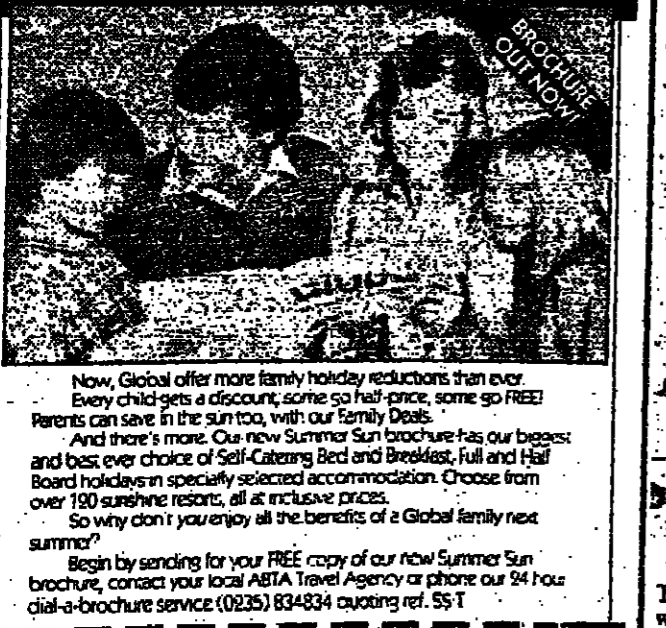 BROCHURE
OUT NOW!
Now, Global offer more family holiday reductions than ever.
Every child gets a discount, some go half-price, some go FREE!
Parents can save in the sun too, with our Family Deals.
And there's more. Our new Summer Sun brochure has our biggest
and best ever choice of Self-Catering Bed and Breakfast, Full and Half
Board holidays in specially selected accommodation. Choose from
over 190 sunshine resorts, all at inclusive prices.
So why don't you enjoy all the benefits of a Global family next
summer?
Begin by sending for your FREE copy of our new Summer Sun
brochure, contact your local ABTA Travel Agency or phone our 24 hour
dial-a-brochure service (0235) 834834 quoting ref. SS-T